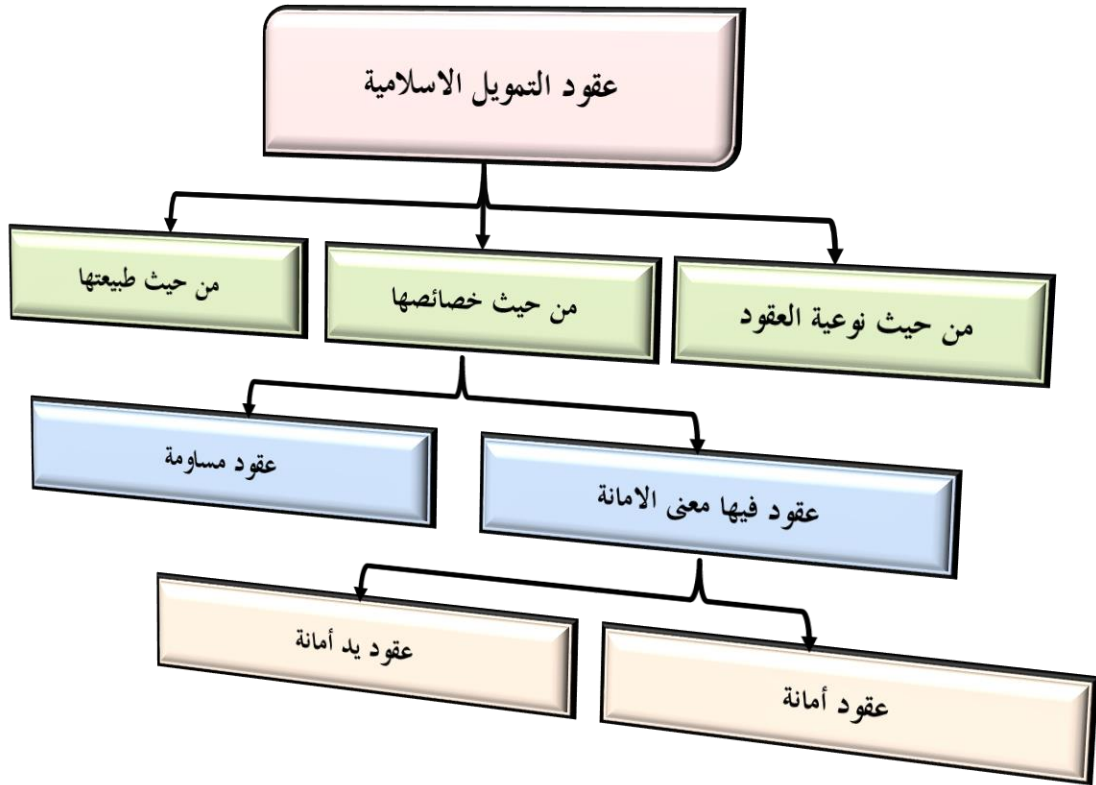 عقود التمويل الاسلامية
من حيث نوعية العقود
من حيث خصائصها
من حيث طبيعتها
عقود فيها معنى الامانة
عقود مساومة
عقود أمانة
عقود يد أمانة